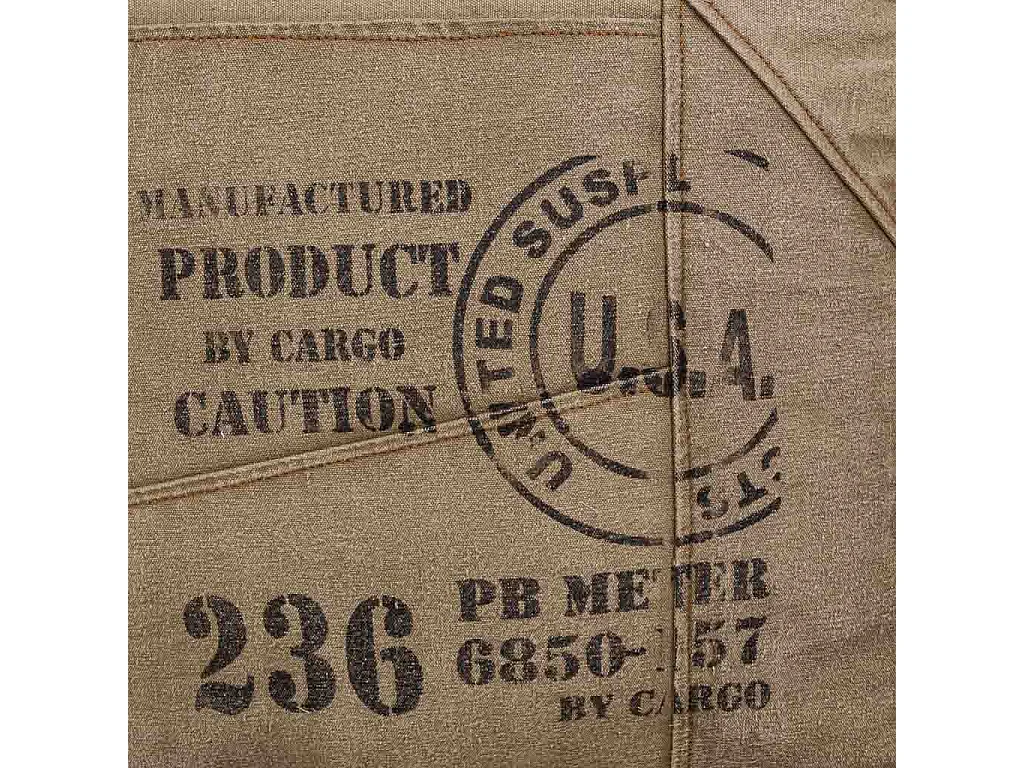 MANUFACTURED
PRODUCT
BY CARGO
CAUTION
UNITED
U.S.A.
236
PB METER
BY CARGO